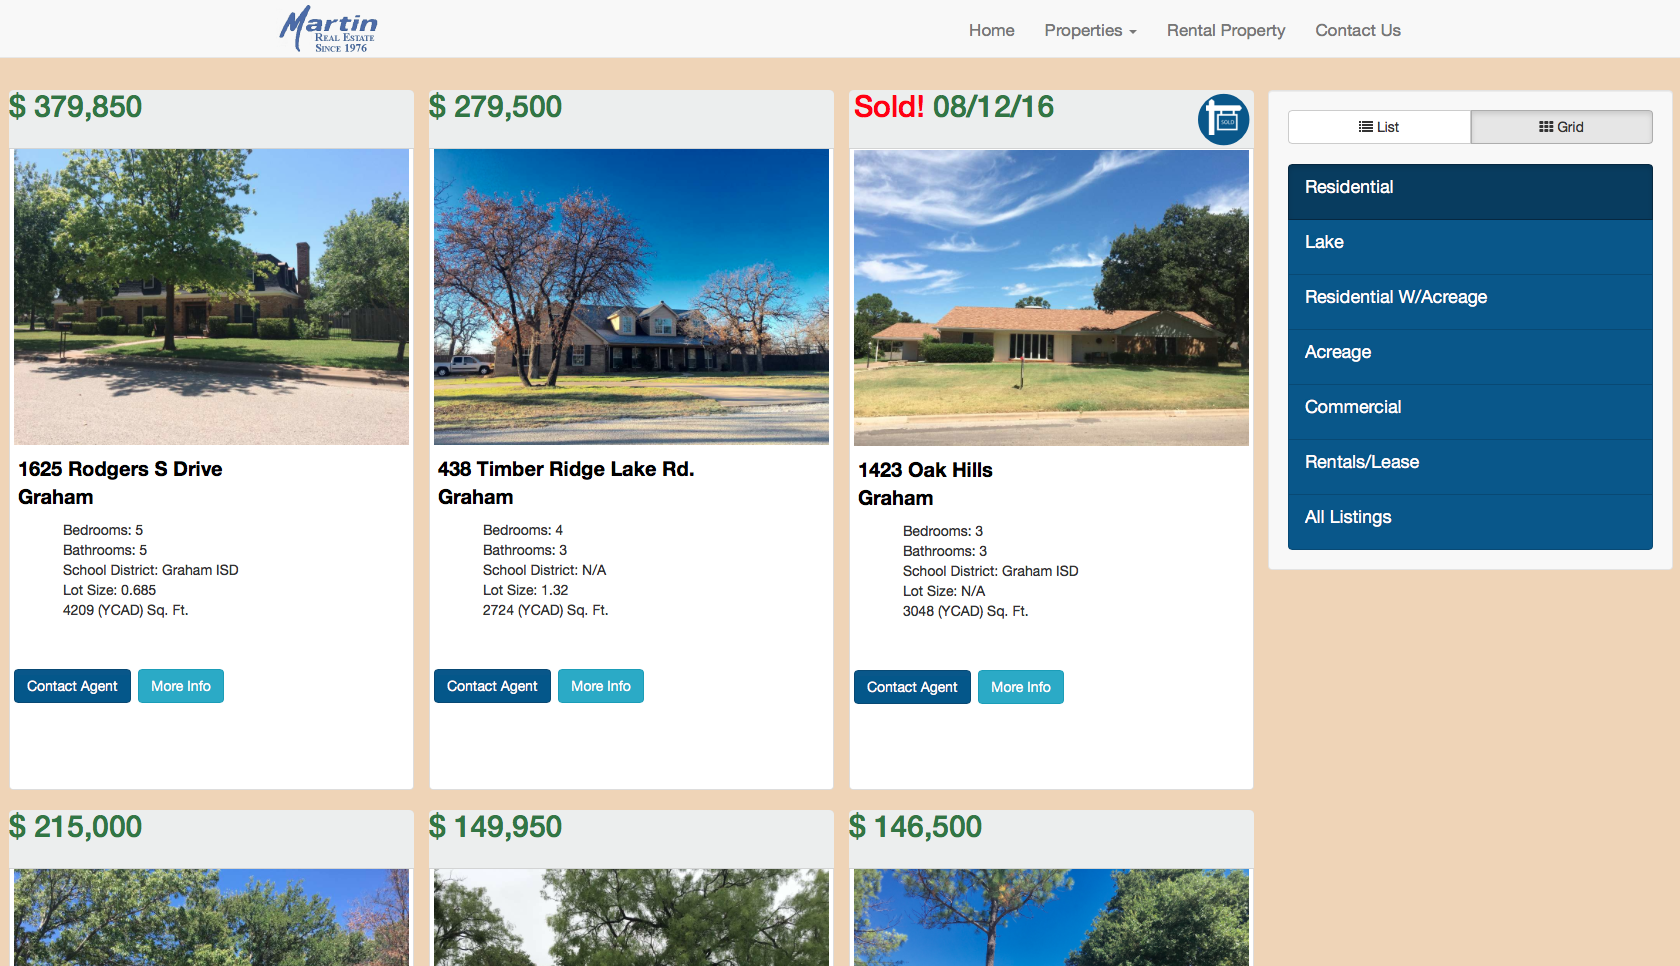 Martin
Real Estate
Since 1976
Home
Properties
Rental Property
Contact Us
$ 379,850
1625 Rodgers S Drive
Graham
Bedrooms: 5
Bathrooms: 5
School District: Graham ISD
Lot Size: 0.685
4209 (YCAD) Sq. Ft.
Contact Agent
More Info
$ 279,500
438 Timber Ridge Lake Rd.
Graham
Bedrooms: 4
Bathrooms: 3
School District: N/A
Lot Size: 1.32
2724 (YCAD) Sq. Ft.
Contact Agent
More Info
Sold! 08/12/16
SOLD
1423 Oak Hills
Graham
Bedrooms: 3
Bathrooms: 3
School District: Graham ISD
Lot Size: N/A
3048 (YCAD) Sq. Ft.
Contact Agent
More Info
List
Grid
Residential
Lake
Residential W/Acreage
Acreage
Commercial
Rentals/Lease
All Listings
$ 215,000
$ 149,950
$ 146,500